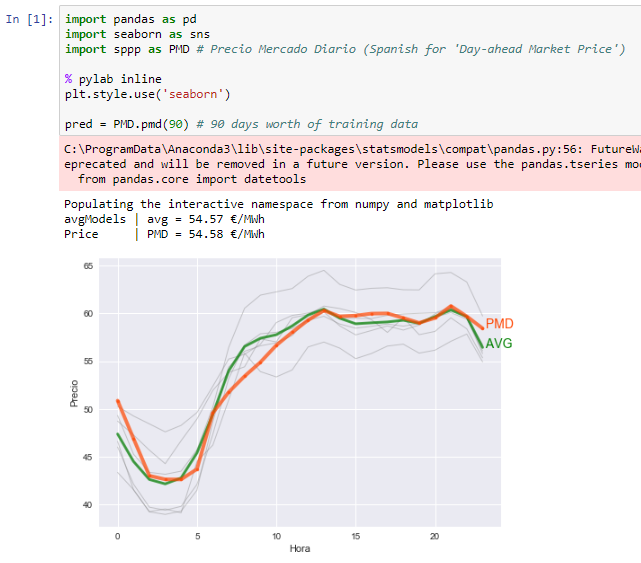 In [1]: import pandas as pd
import seaborn as sns
import sppp as PMD # Precio Mercado Diario (Spanish for 'Day-ahead Market Price')
% pylab inline
plt.style.use('seaborn')
pred = PMD.pmd(90) # 90 days worth of training data
C:\ProgramData\Anaconda3\lib\site-packages\statsmodels\compat\pandas.py:56: FutureWa
eprecated and will be removed in a future version. Please use the pandas.tseries mo
from pandas.core import datetools
Populating the interactive namespace from numpy and matplotlib
avgModels | avg = 54.57 €/MWh
Price | PMD = 54.58 €/MWh
65
60
55
50
45
40
Precio
PMD
AVG
0 5 10 15 20
Hora